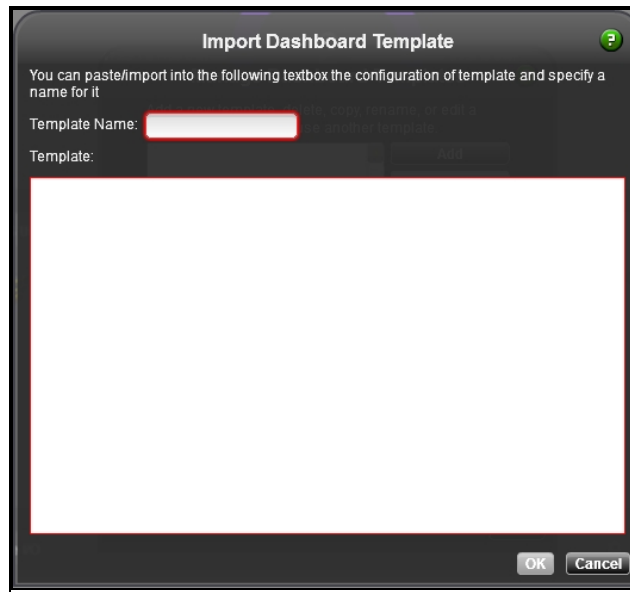 Import Dashboard Template
?
You can paste/import into the following textbox the configuration of template and specify a
name for it
Template Name:
Template:
Add
OK
Cancel